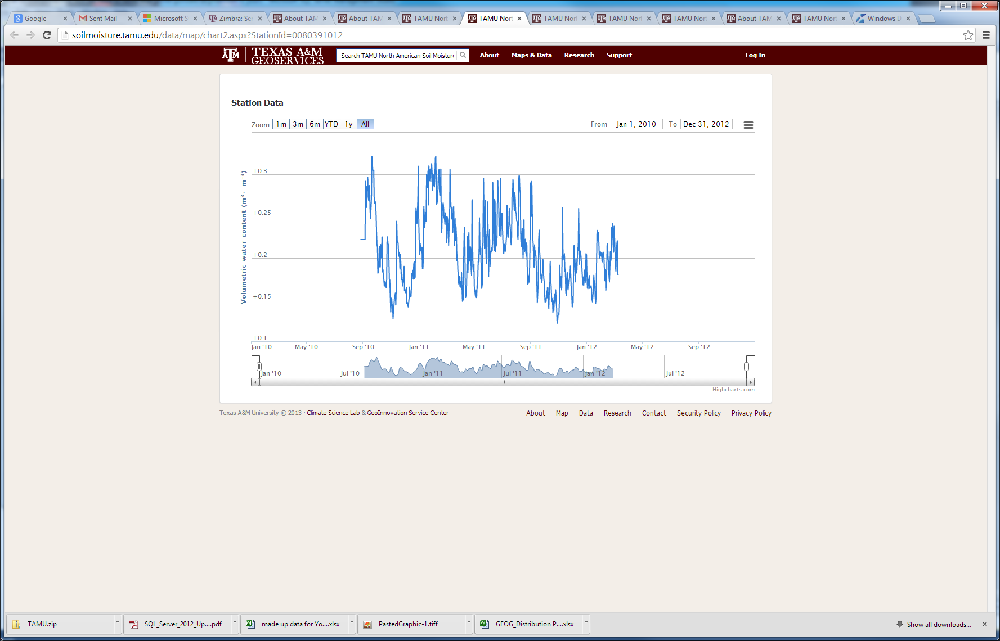 Google
Sent Mail -
Microsoft S
Zimbra: Ser
About TAM
About TAM
TAMU Nort
TAMU Nort
TAMU Nort
TAMU Nort
TAMU Nort
About TAM
TAMU Nort
Windows D
soilmoisture.tamu.edu/data/map/chart2.aspx?StationId=0080391012
ATM TEXAS A&M
GEOSERVICES
Search TAMU North American Soil Moisture
About Maps & Data Research Support Log In
Station Data
Zoom 1m 3m 6m YTD 1y All From Jan 1, 2010 To Dec 31, 2012
Volumetric water content (m³ · m⁻³)
+0.3
+0.25
+0.2
+0.15
+0.1
Jan '10 May '10 Sep '10 Jan '11 May '11 Sep '11 Jan '12 May '12 Sep '12
Jan '10 Jul '10 Jan '11 Jul '11 Jan '12 Jul '12
Highcharts.com
Texas A&M University © 2013 · Climate Science Lab & GeoInnovation Service Center
About Map Data Research Contact Security Policy Privacy Policy
TAMU.zip
SQL_Server_2012_Up....pdf
made up data for Yo....xlsx
PastedGraphic-1.tiff
GEOG_Distribution P....xlsx
Show all downloads...